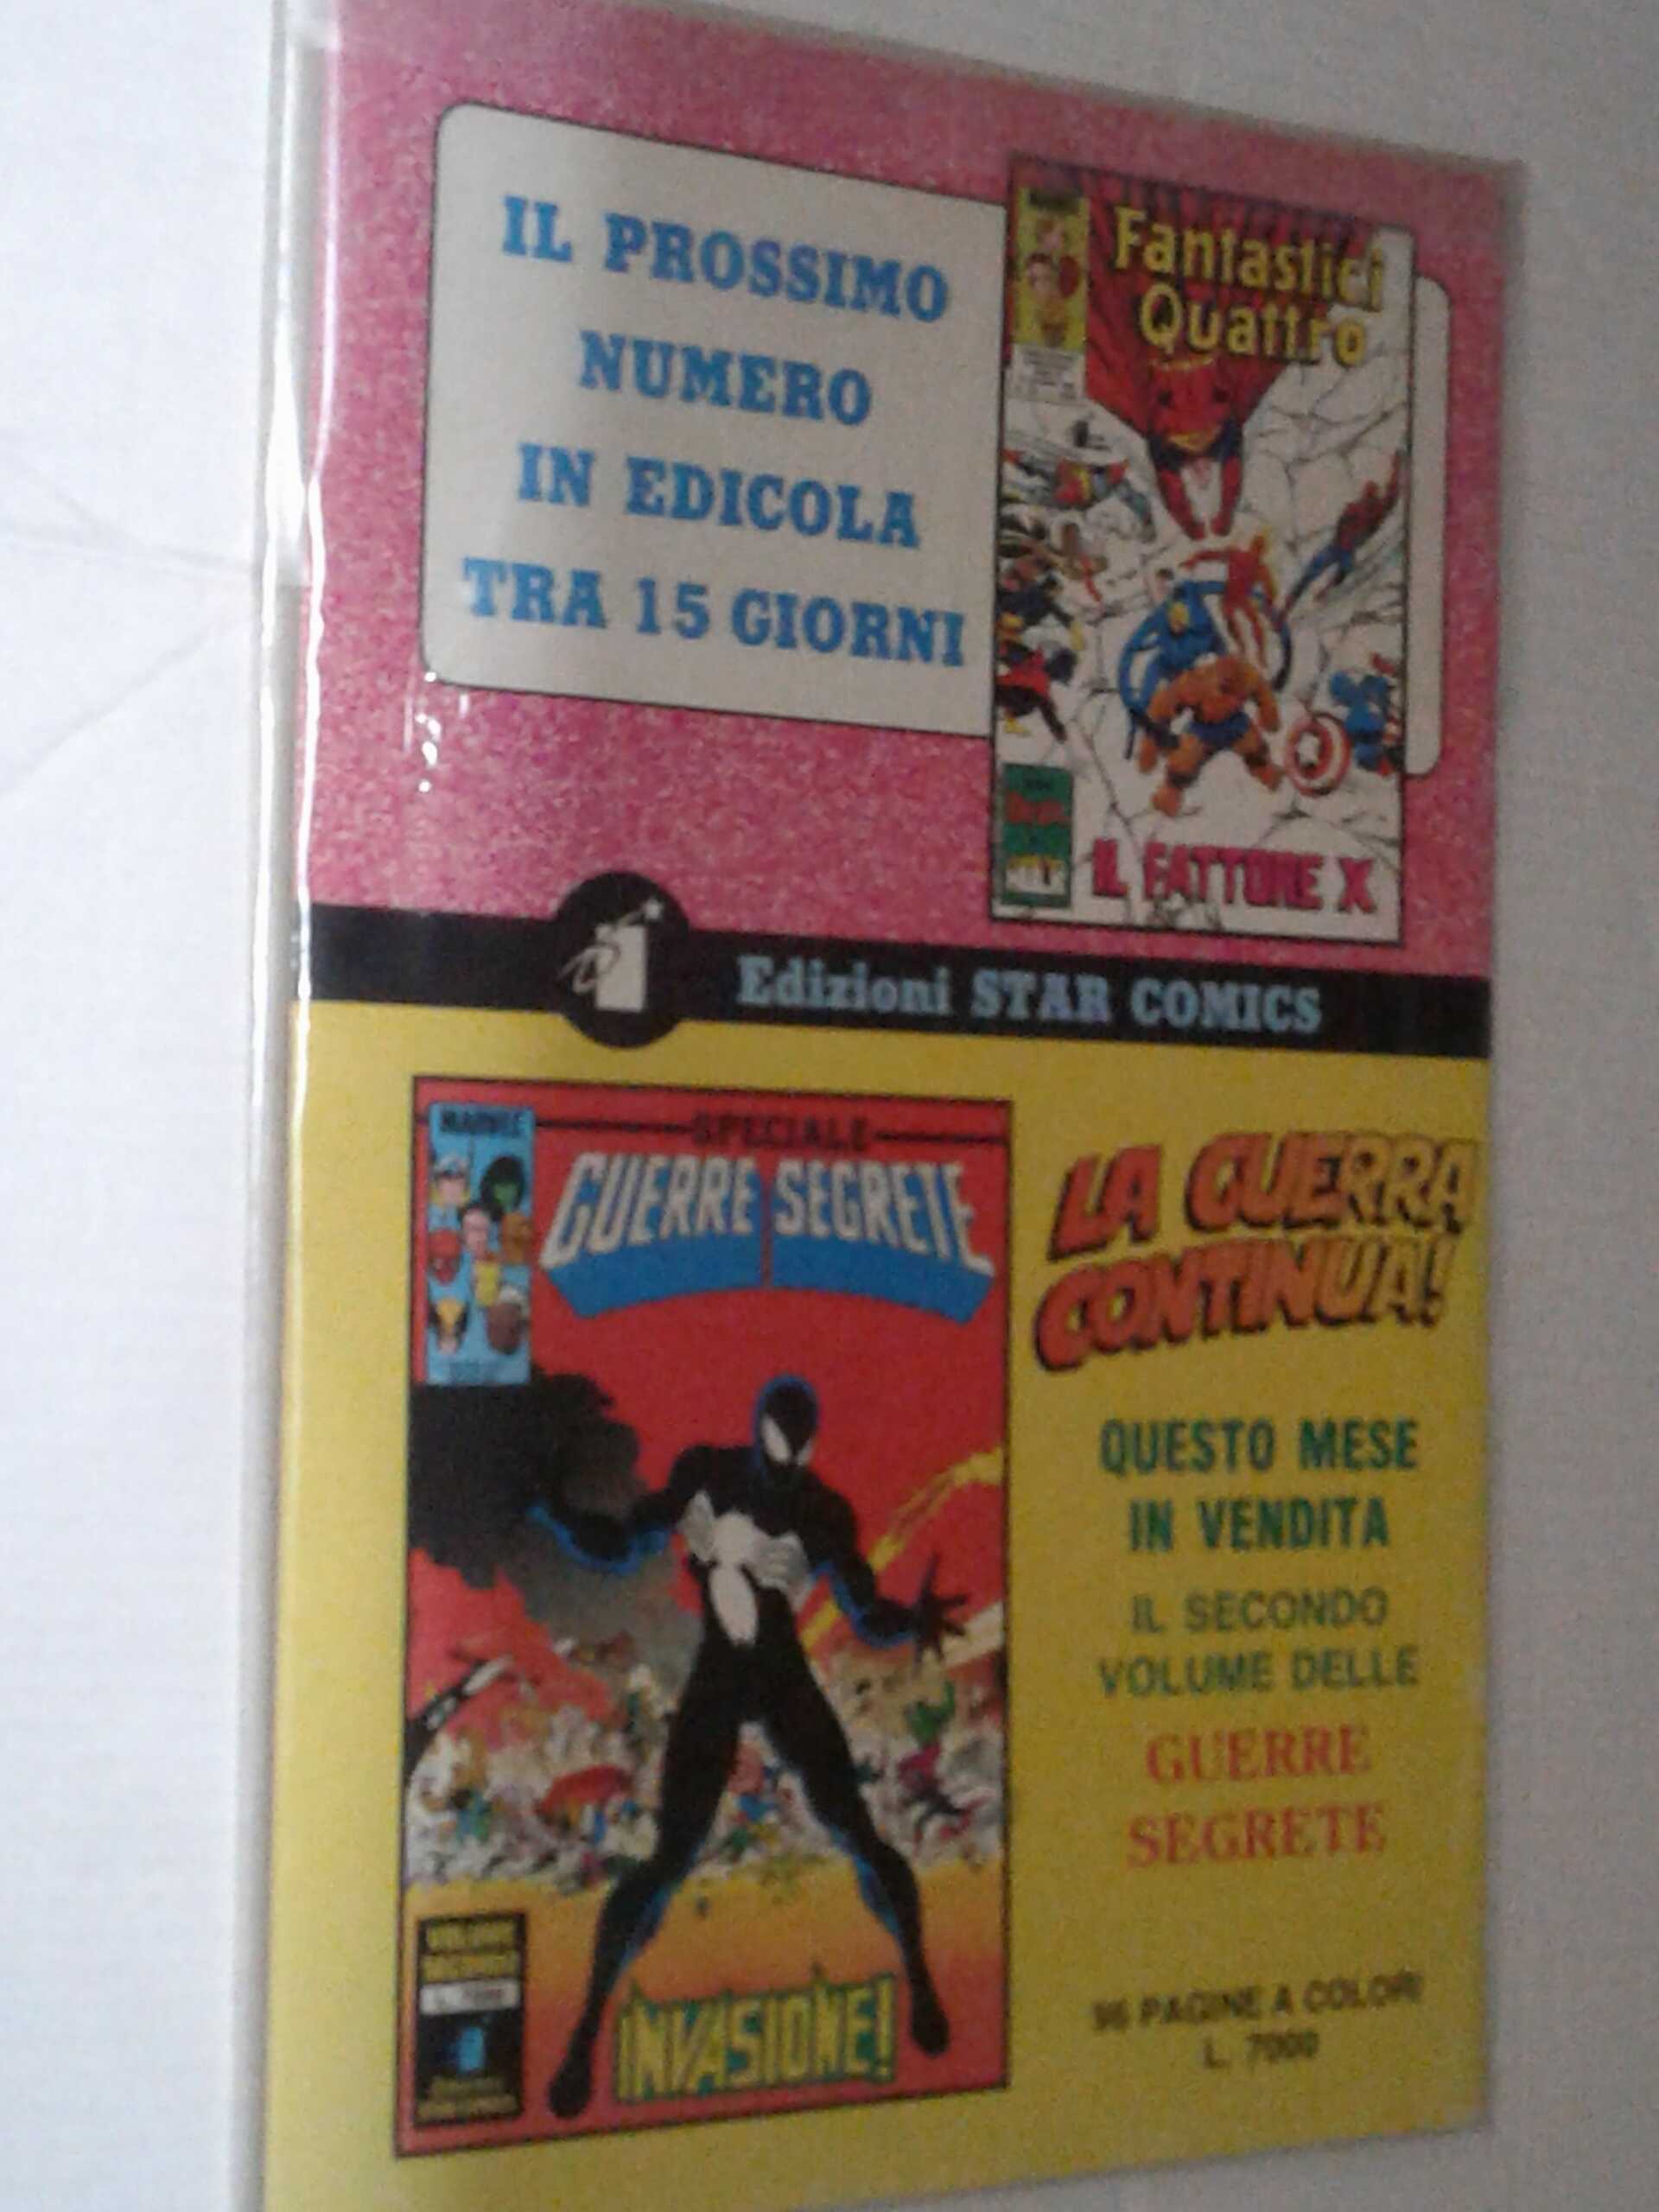 IL PROSSIMO
NUMERO
IN EDICOLA
TRA 15 GIORNI
Fantastici
Quattro
IL FATTORE X
Edizioni STAR COMICS
MARVEL
SPECIALE
GUERRE SEGRETE
INVASIONE!
LA GUERRA
CONTINUA!
QUESTO MESE
IN VENDITA
IL SECONDO
VOLUME DELLE
GUERRE
SEGRETE
96 PAGINE A COLORI
L. 7000